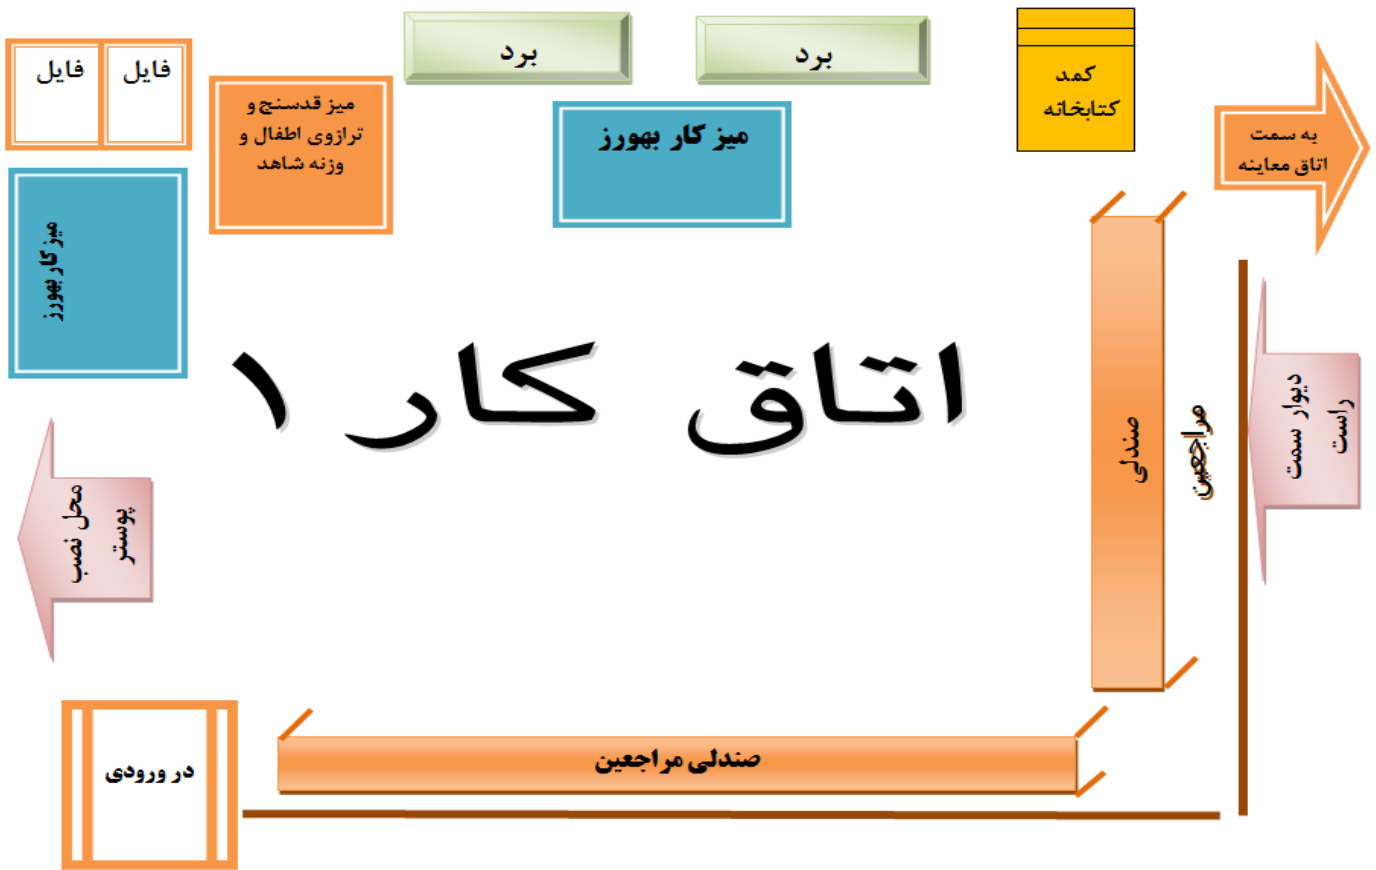 برد
برد
کمد
کتابخانه
به سمت
اتاق معاینه
فایل
فایل
میز قدسنج و
ترازوی اطفال و
وزنه شاهد
میز کار بهورز
میز کار بهورز
اتاق کار ۱
صندلی
مراجعین
دیوار سمت
راست
محل نصب
پوستر
صندلی مراجعین
در ورودی